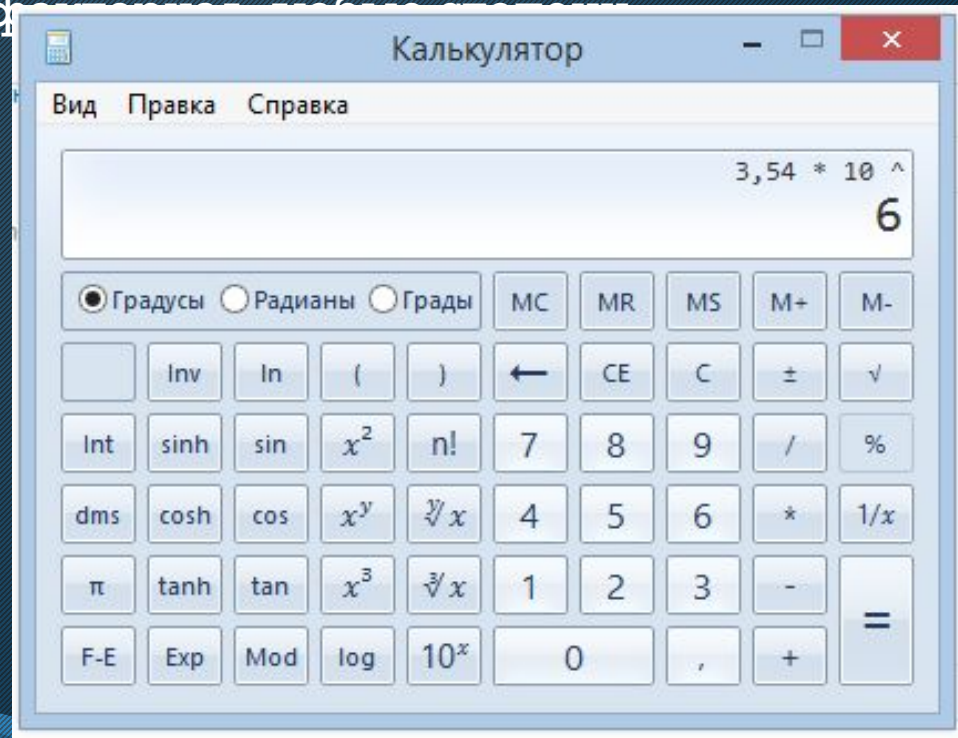 Калькулятор
Вид Правка Справка
3,54 * 10 ^
6
Градусы Радианы Грады MC MR MS M+ M-
Inv In ( ) ← CE C ± √
Int sinh sin x² n! 7 8 9 / %
dms cosh cos xʸ ʸ√x 4 5 6 * 1/x
π tanh tan x³ ³√x 1 2 3 - =
F-E Exp Mod log 10ˣ 0 , +